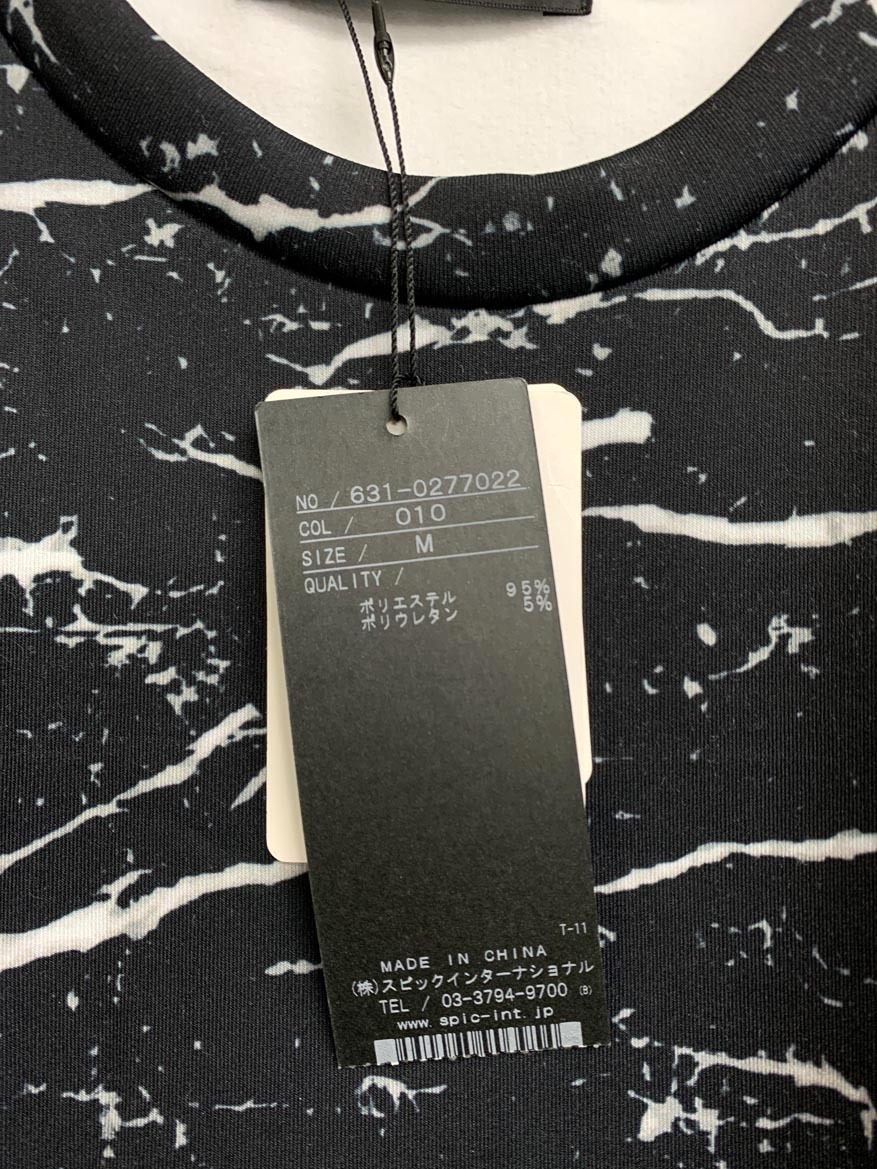 NO / 631-0277022
COL / 010
SIZE / M
QUALITY /
ポリエステル 95%
ポリウレタン 5%
T-11
MADE IN CHINA
(株)スピックインターナショナル
TEL / 03-3794-9700 (B)
www.spic-int.jp